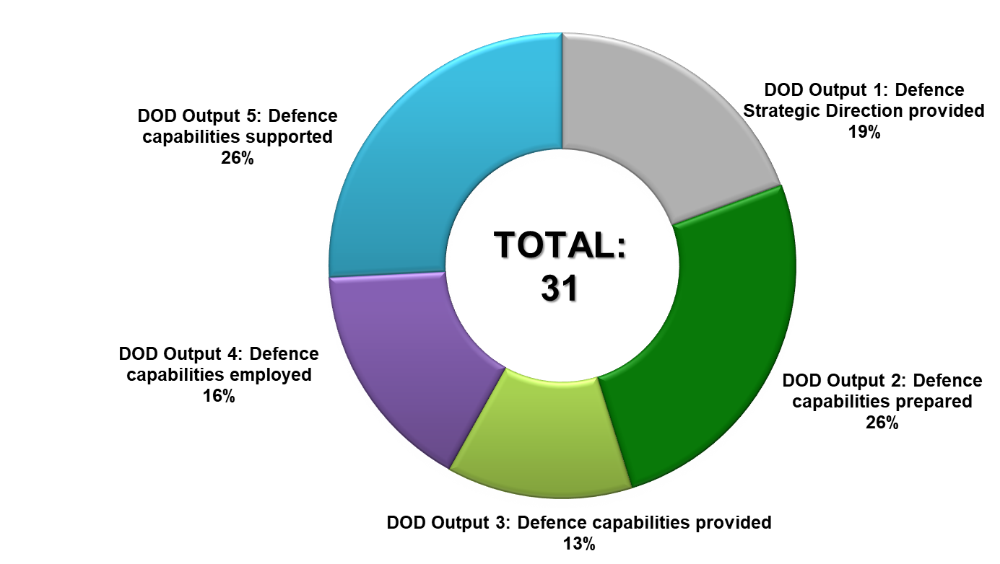 DOD Output 1: Defence
Strategic Direction provided
19%
DOD Output 5: Defence
capabilities supported
26%
TOTAL:
31
DOD Output 4: Defence
capabilities employed
16%
DOD Output 2: Defence
capabilities prepared
26%
DOD Output 3: Defence capabilities provided
13%